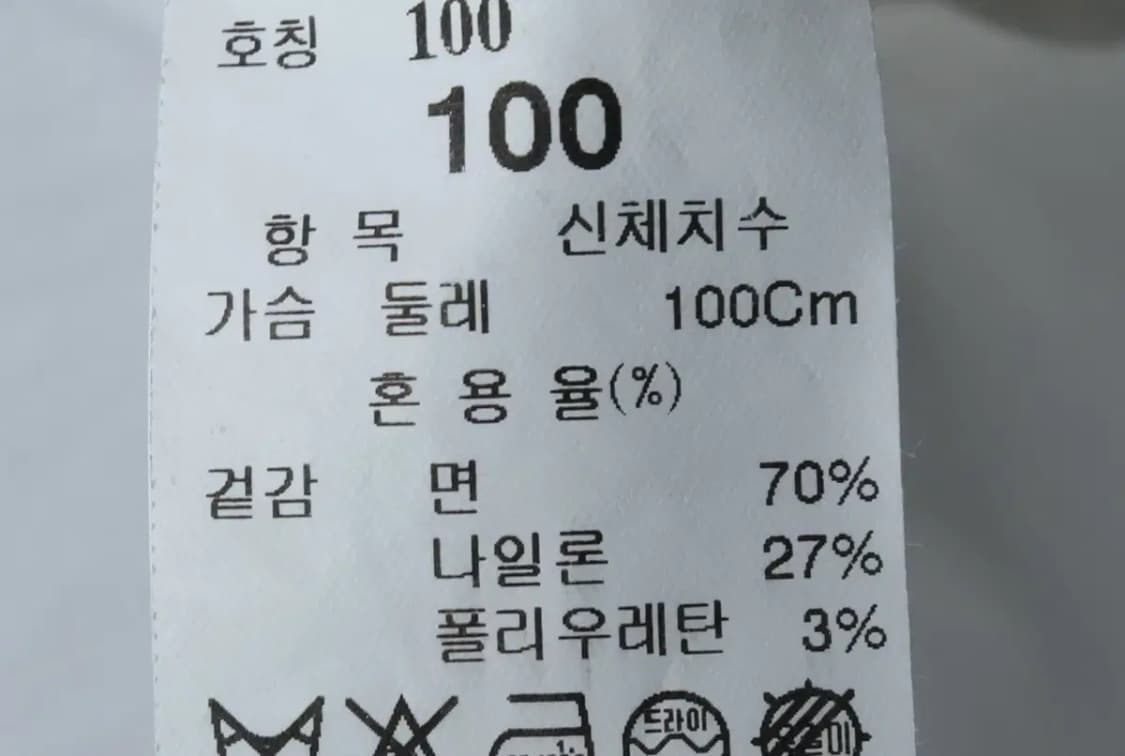 호칭 100
100
항 목 신체치수
가슴 둘레 100Cm
혼 용 율(%)
겉감 면 70%
나일론 27%
폴리우레탄 3%
드라이